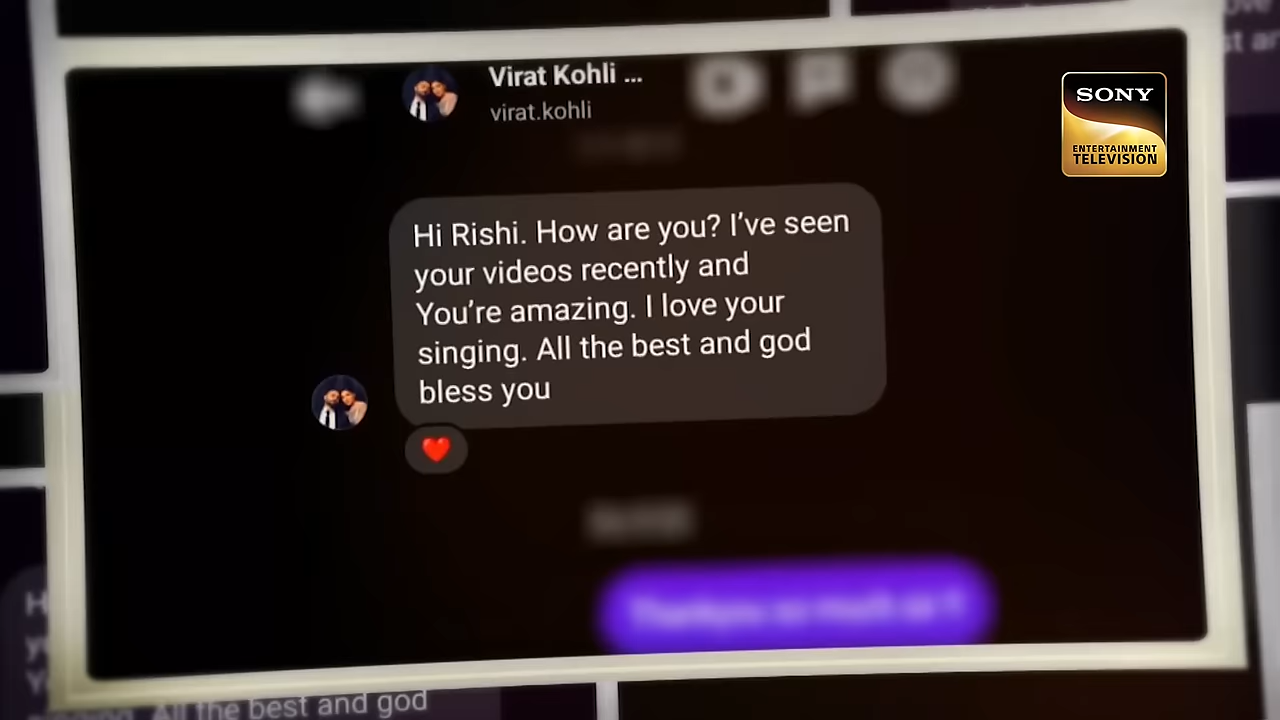 Virat Kohli ...
virat.kohli
SONY
ENTERTAINMENT
TELEVISION
Hi Rishi. How are you? I’ve seen
your videos recently and
You’re amazing. I love your
singing. All the best and god
bless you
All the best and god